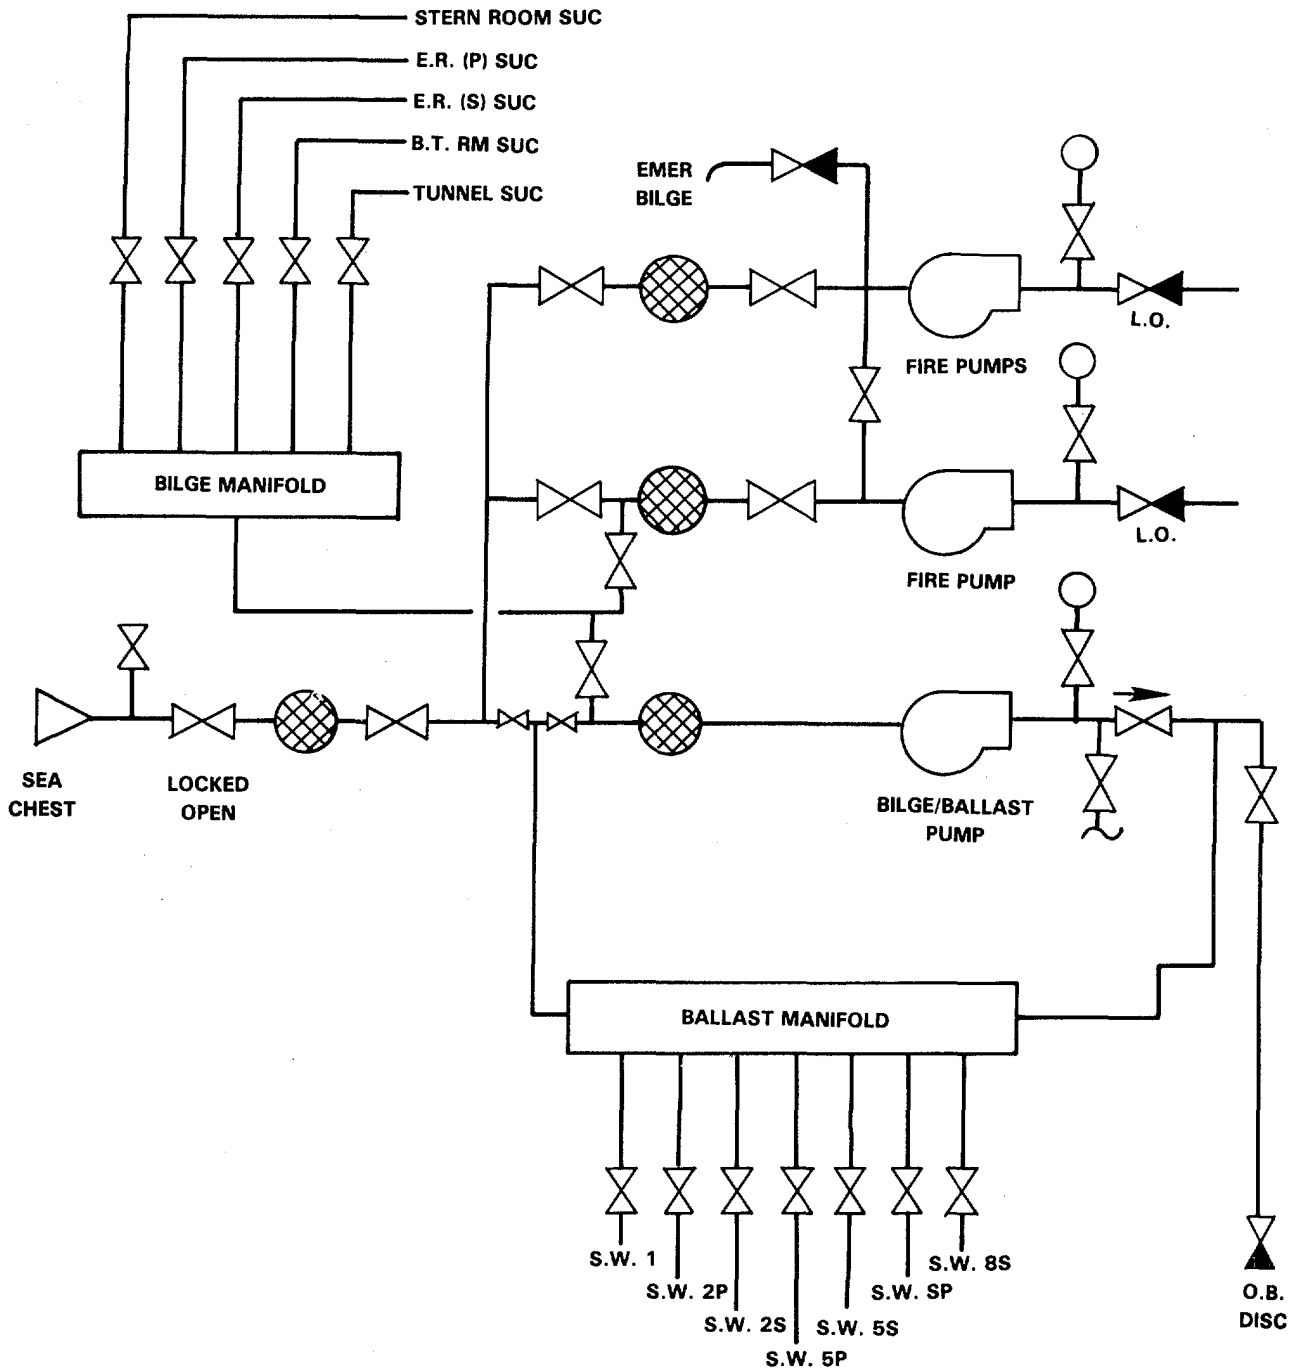 STERN ROOM SUC
E.R. (P) SUC
E.R. (S) SUC
B.T. RM SUC
TUNNEL SUC
EMER
BILGE
L.O.
FIRE PUMPS
BILGE MANIFOLD
L.O.
FIRE PUMP
SEA
CHEST
LOCKED
OPEN
BILGE/BALLAST
PUMP
BALLAST MANIFOLD
S.W. 1
S.W. 2P
S.W. 2S
S.W. 5P
S.W. 5S
S.W. SP
S.W. 8S
O.B.
DISC